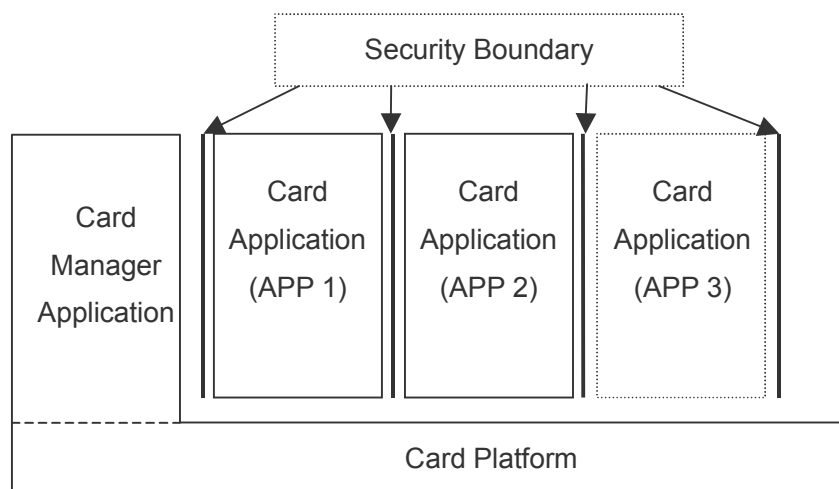 Security Boundary
Card
Manager
Application
Card
Application
(APP 1)
Card
Application
(APP 2)
Card
Application
(APP 3)
Card Platform